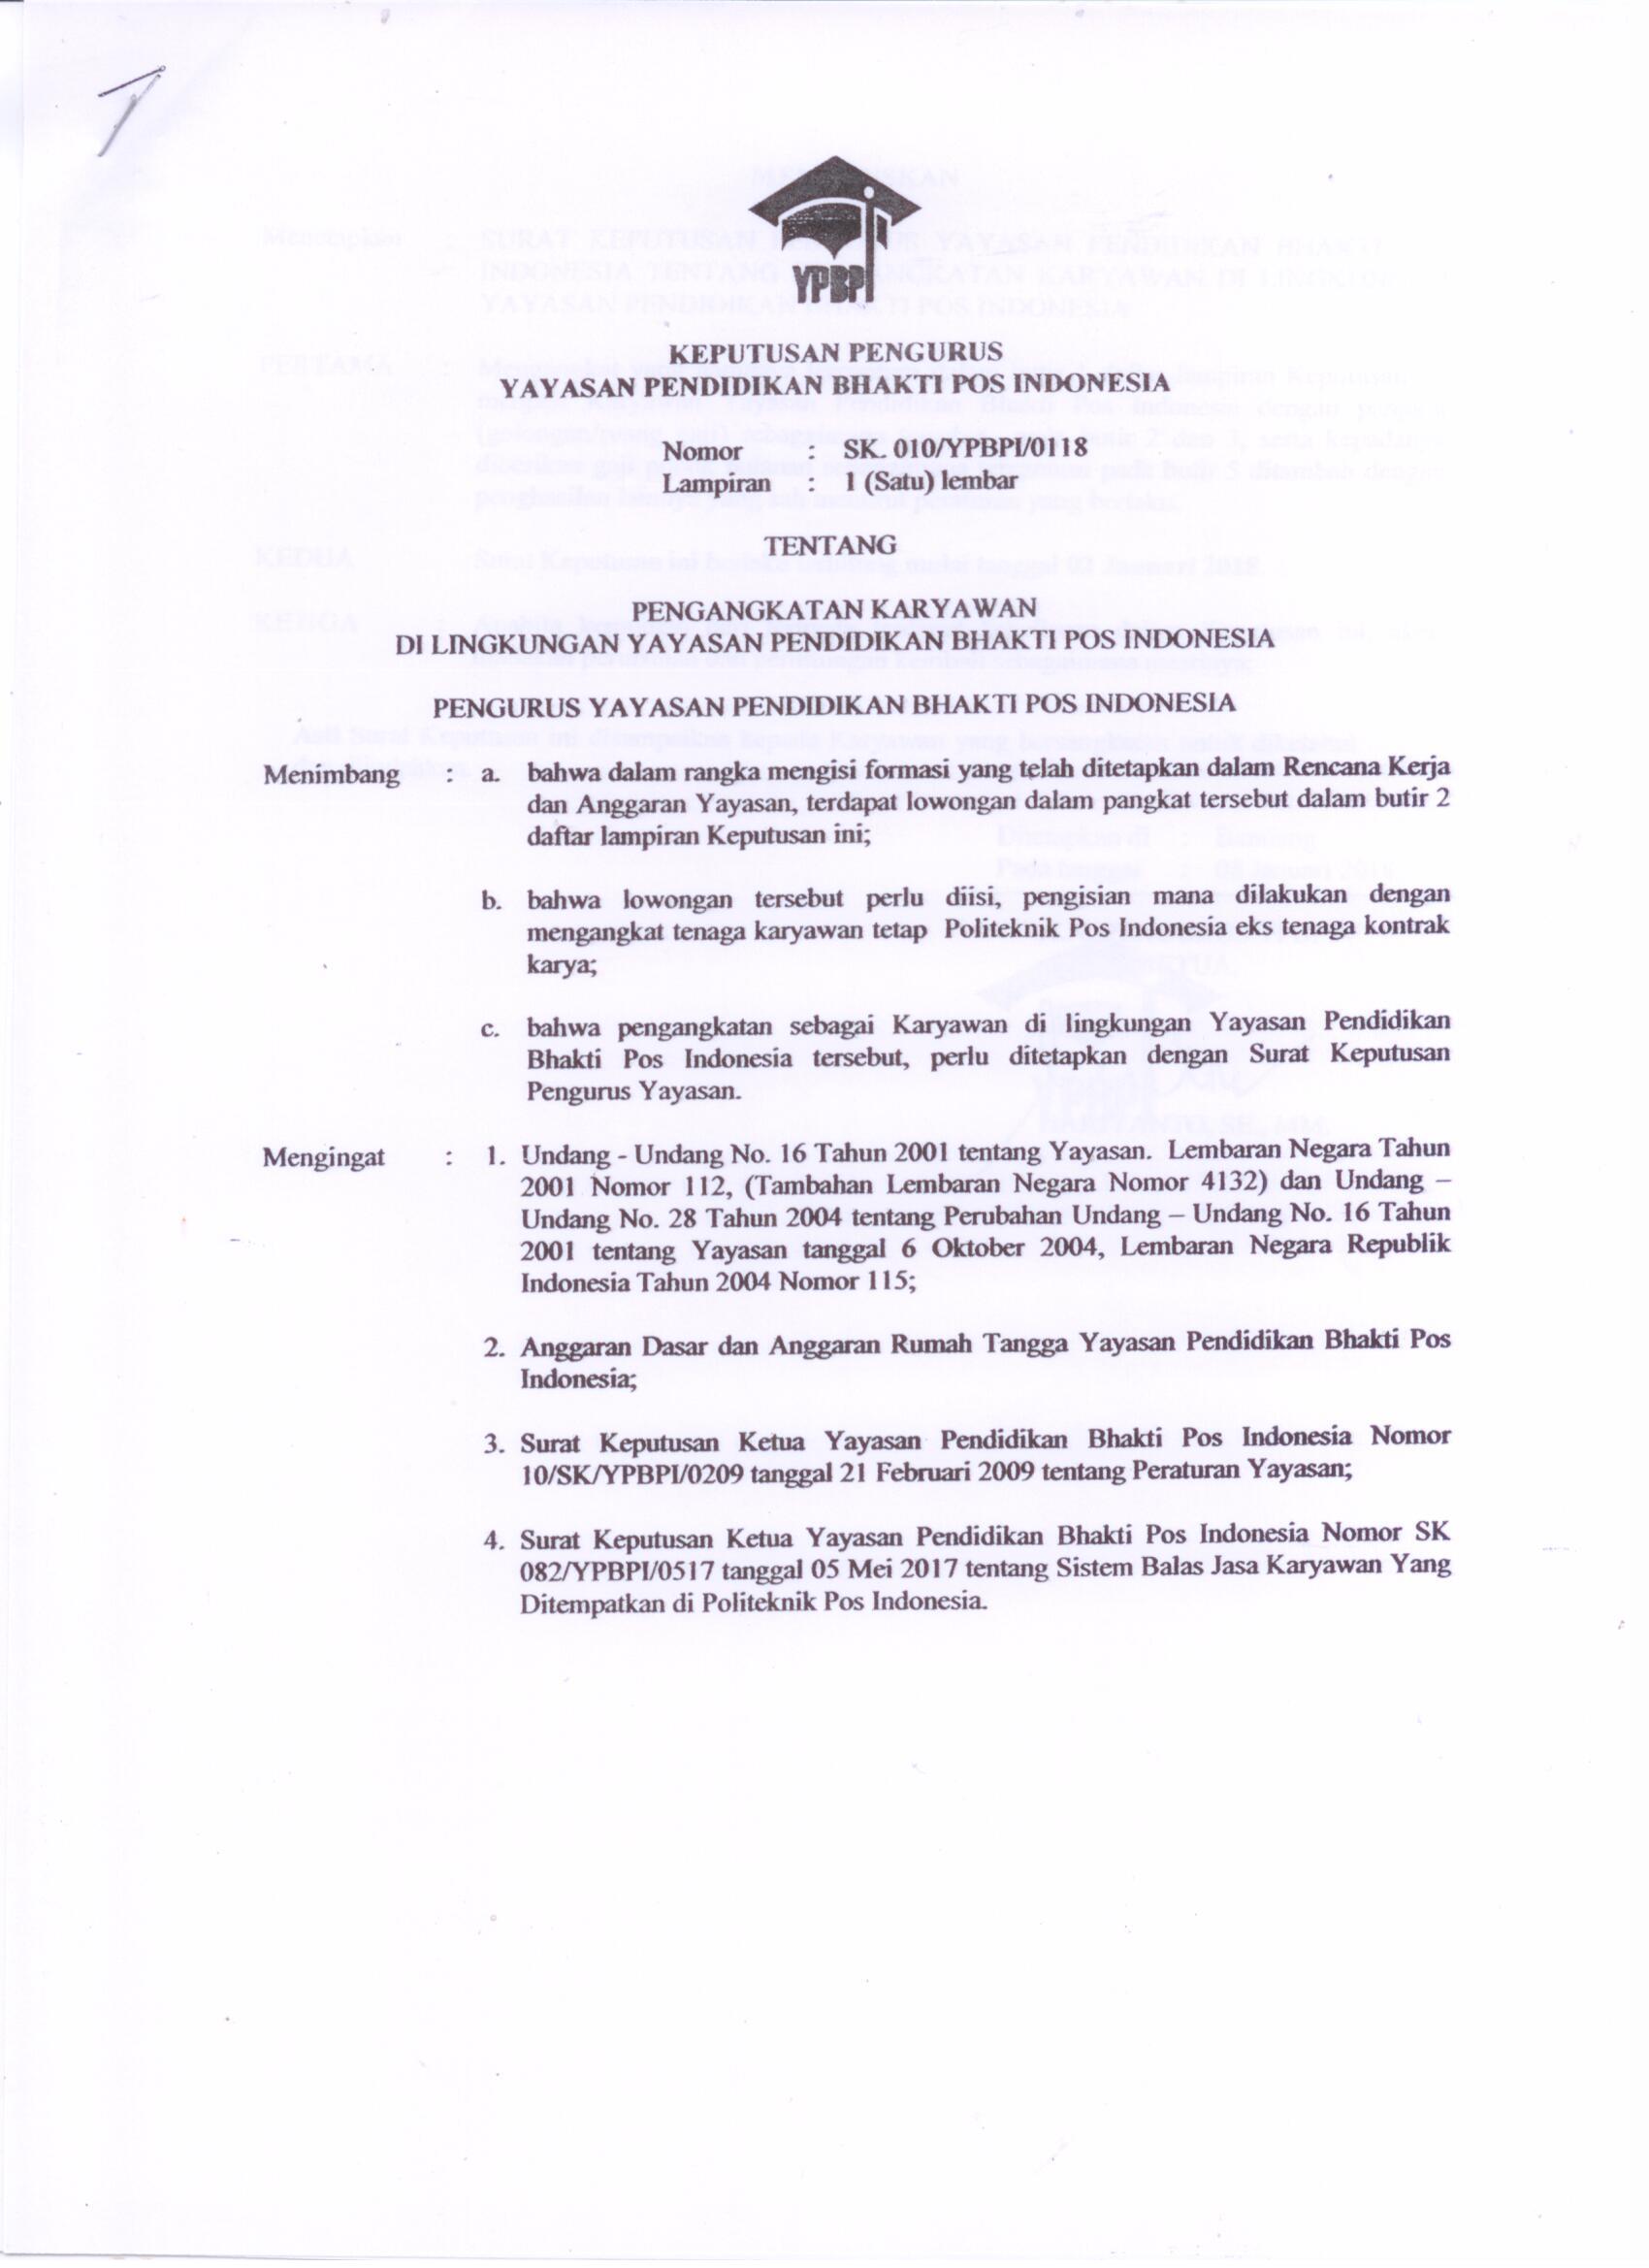 YPBPI
KEPUTUSAN PENGURUS
YAYASAN PENDIDIKAN BHAKTI POS INDONESIA
Nomor : SK. 010/YPBPI/0118
Lampiran : 1 (Satu) lembar
TENTANG
PENGANGKATAN KARYAWAN
DI LINGKUNGAN YAYASAN PENDIDIKAN BHAKTI POS INDONESIA
PENGURUS YAYASAN PENDIDIKAN BHAKTI POS INDONESIA
Menimbang : a. bahwa dalam rangka mengisi formasi yang telah ditetapkan dalam Rencana Kerja
dan Anggaran Yayasan, terdapat lowongan dalam pangkat tersebut dalam butir 2
daftar lampiran Keputusan ini;
b. bahwa lowongan tersebut perlu diisi, pengisian mana dilakukan dengan
mengangkat tenaga karyawan tetap Politeknik Pos Indonesia eks tenaga kontrak
karya;
c. bahwa pengangkatan sebagai Karyawan di lingkungan Yayasan Pendidikan
Bhakti Pos Indonesia tersebut, perlu ditetapkan dengan Surat Keputusan
Pengurus Yayasan.
Mengingat : 1. Undang - Undang No. 16 Tahun 2001 tentang Yayasan. Lembaran Negara Tahun
2001 Nomor 112, (Tambahan Lembaran Negara Nomor 4132) dan Undang –
Undang No. 28 Tahun 2004 tentang Perubahan Undang – Undang No. 16 Tahun
2001 tentang Yayasan tanggal 6 Oktober 2004, Lembaran Negara Republik
Indonesia Tahun 2004 Nomor 115;
2. Anggaran Dasar dan Anggaran Rumah Tangga Yayasan Pendidikan Bhakti Pos
Indonesia;
3. Surat Keputusan Ketua Yayasan Pendidikan Bhakti Pos Indonesia Nomor
10/SK/YPBPI/0209 tanggal 21 Februari 2009 tentang Peraturan Yayasan;
4. Surat Keputusan Ketua Yayasan Pendidikan Bhakti Pos Indonesia Nomor SK
082/YPBPI/0517 tanggal 05 Mei 2017 tentang Sistem Balas Jasa Karyawan Yang
Ditempatkan di Politeknik Pos Indonesia.